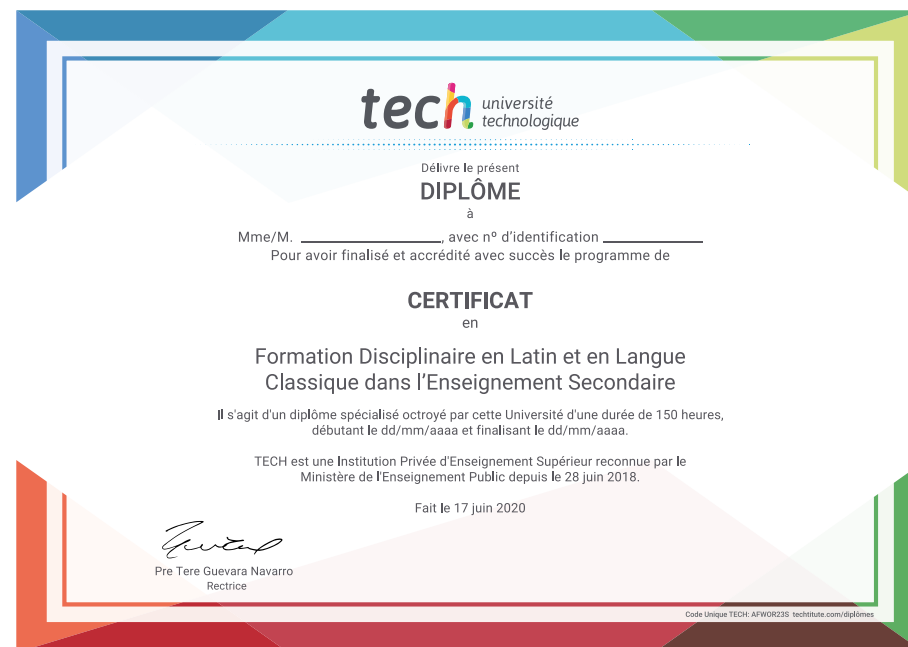 tech université
technologique
Délivre le présent
DIPLÔME
à
Mme/M. ____________________, avec nº d'identification ______________
Pour avoir finalisé et accrédité avec succès le programme de
CERTIFICAT
en
Formation Disciplinaire en Latin et en Langue
Classique dans l'Enseignement Secondaire
Il s'agit d'un diplôme spécialisé octroyé par cette Université d'une durée de 150 heures,
débutant le dd/mm/aaaa et finalisant le dd/mm/aaaa.
TECH est une Institution Privée d'Enseignement Supérieur reconnue par le
Ministère de l'Enseignement Public depuis le 28 juin 2018.
Fait le 17 juin 2020
Pre Tere Guevara Navarro
Rectrice
Code Unique TECH: AFWOR23S techtitute.com/diplômes